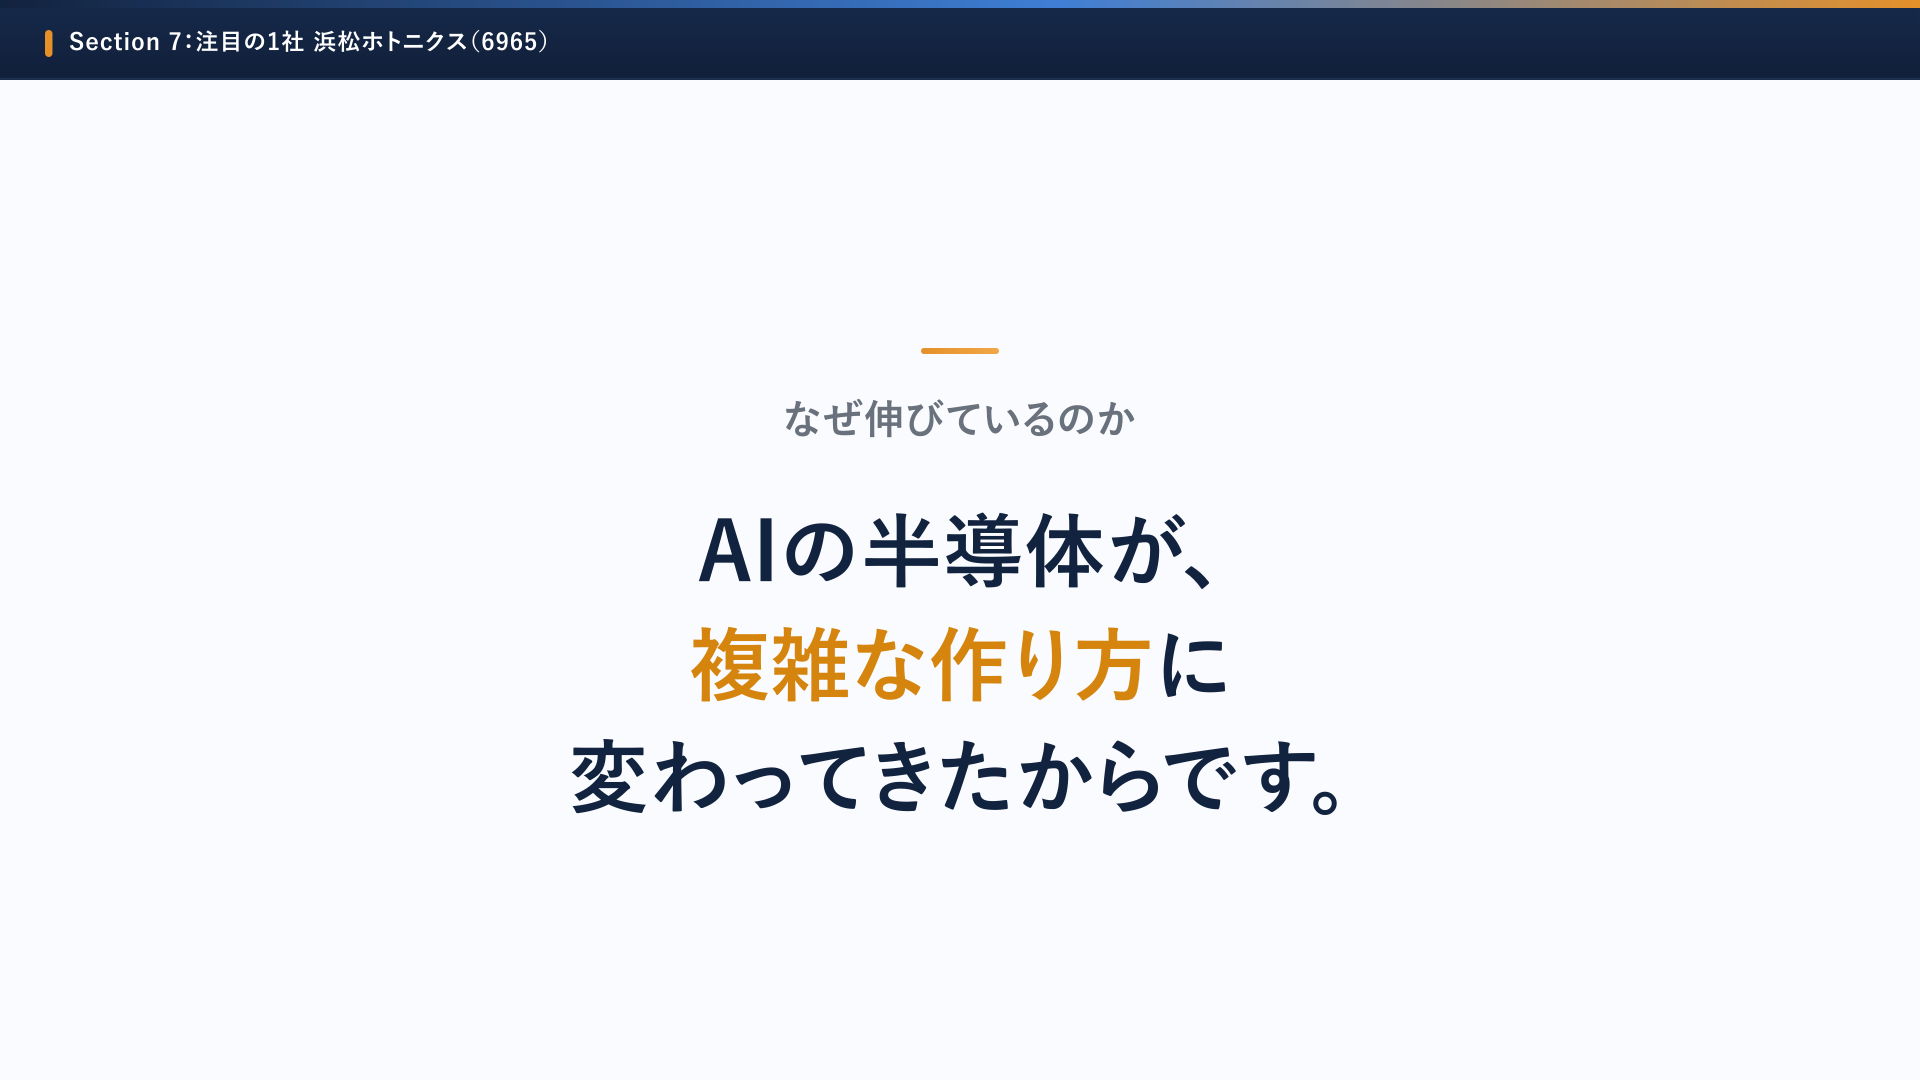 Section 7：注目の1社 浜松ホトニクス（6965）
なぜ伸びているのか
AIの半導体が、
複雑な作り方に
変わってきたからです。